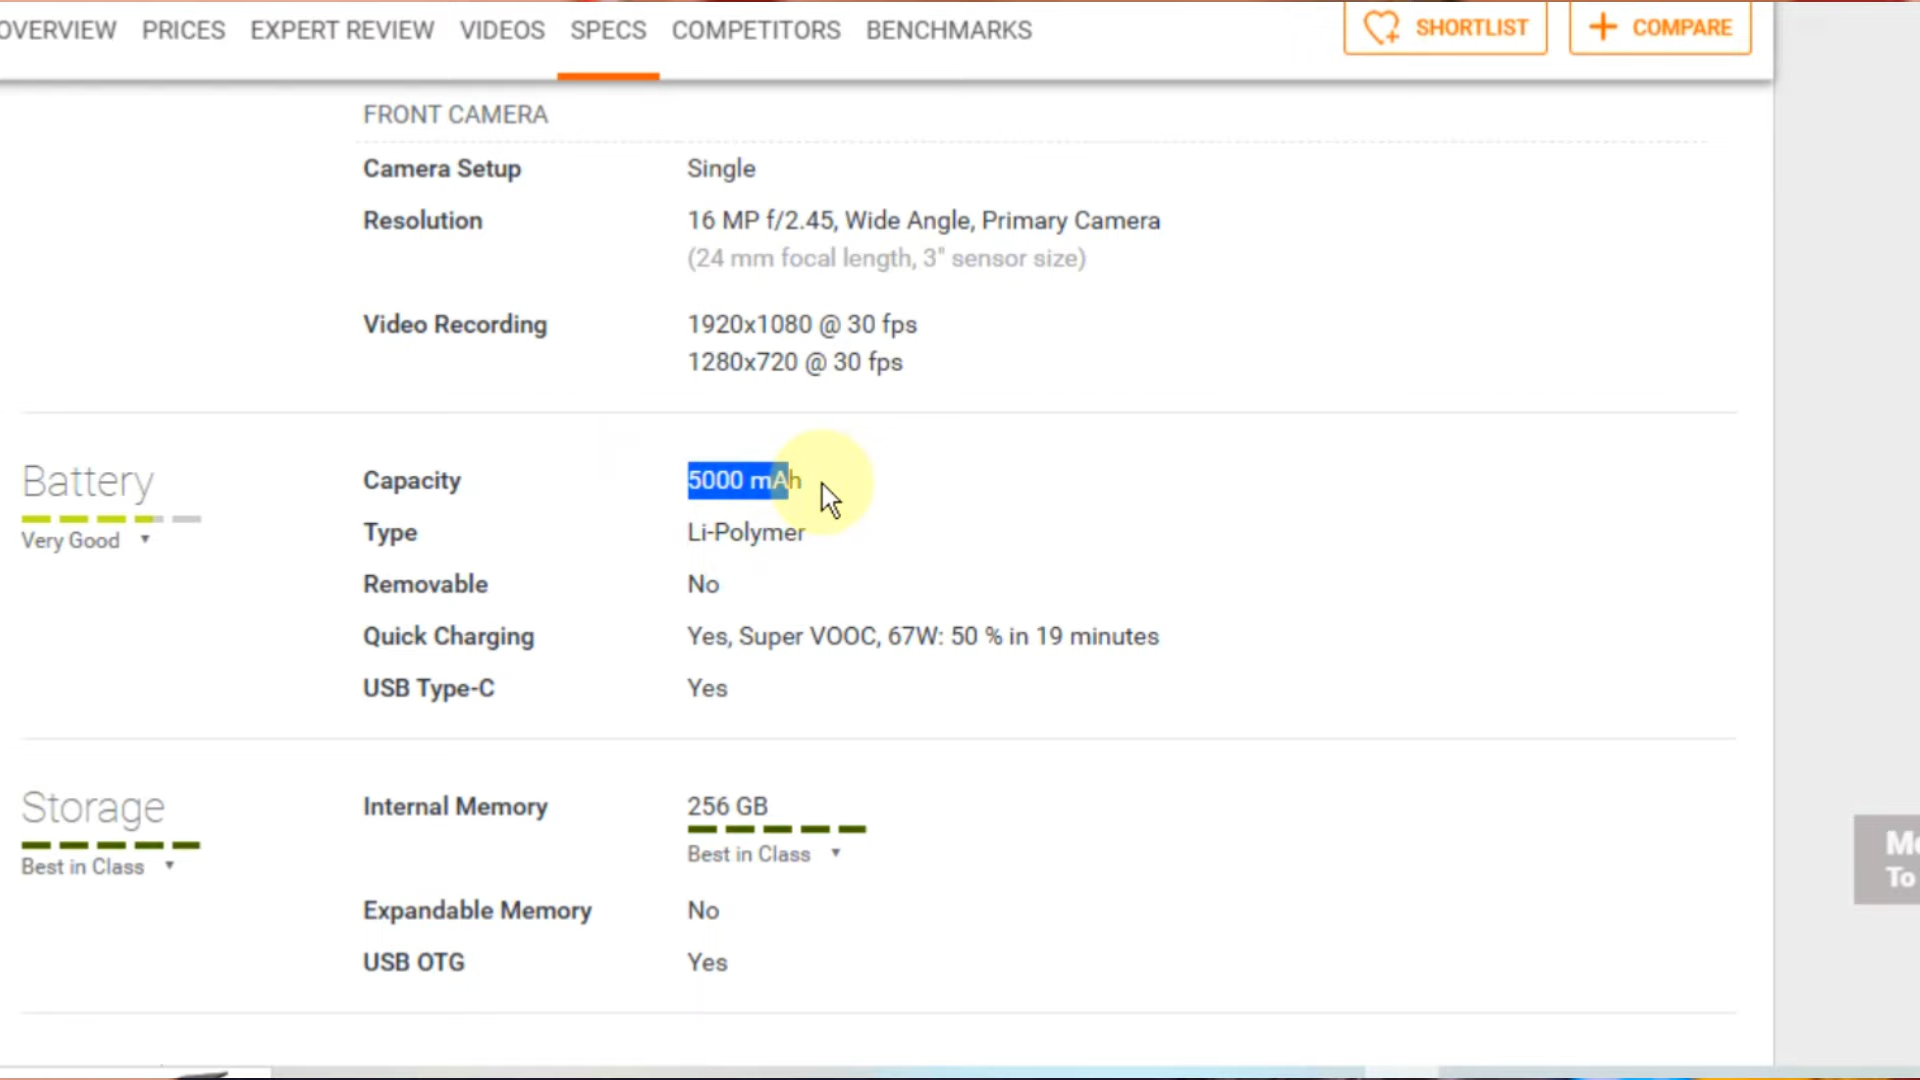 OVERVIEW PRICES EXPERT REVIEW VIDEOS SPECS COMPETITORS BENCHMARKS SHORTLIST COMPARE
FRONT CAMERA
Camera Setup Single
Resolution 16 MP f/2.45, Wide Angle, Primary Camera
(24 mm focal length, 3" sensor size)
Video Recording 1920x1080 @ 30 fps
1280x720 @ 30 fps
Battery
Very Good
Capacity 5000 mAh
Type Li-Polymer
Removable No
Quick Charging Yes, Super VOOC, 67W: 50 % in 19 minutes
USB Type-C Yes
Storage
Best in Class
Internal Memory 256 GB
Best in Class
Expandable Memory No
USB OTG Yes
To